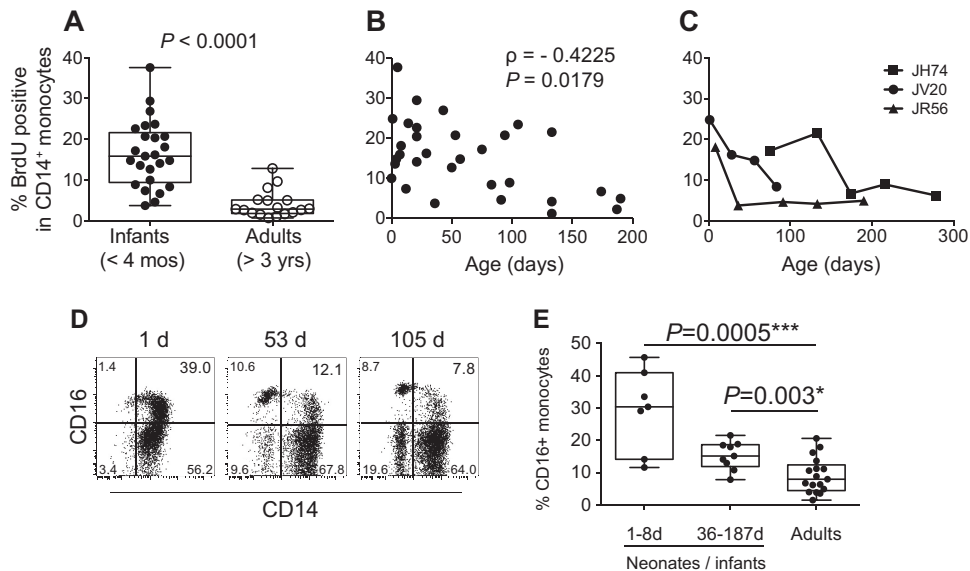 A
P < 0.0001
% BrdU positive
in CD14+ monocytes
40
30
20
10
0
Infants
(< 4 mos)
Adults
(> 3 yrs)
B
ρ = - 0.4225
P = 0.0179
40
30
20
10
0
0 50 100 150 200
Age (days)
C
JH74
JV20
JR56
40
30
20
10
0
0 100 200 300
Age (days)
D
1 d 53 d 105 d
1.4 39.0
3.4 56.2
10.6 12.1
9.6 67.8
8.7 7.8
19.6 64.0
CD16
CD14
E
P=0.0005***
P=0.003*
% CD16+ monocytes
50
40
30
20
10
0
1-8d 36-187d Adults
Neonates / infants